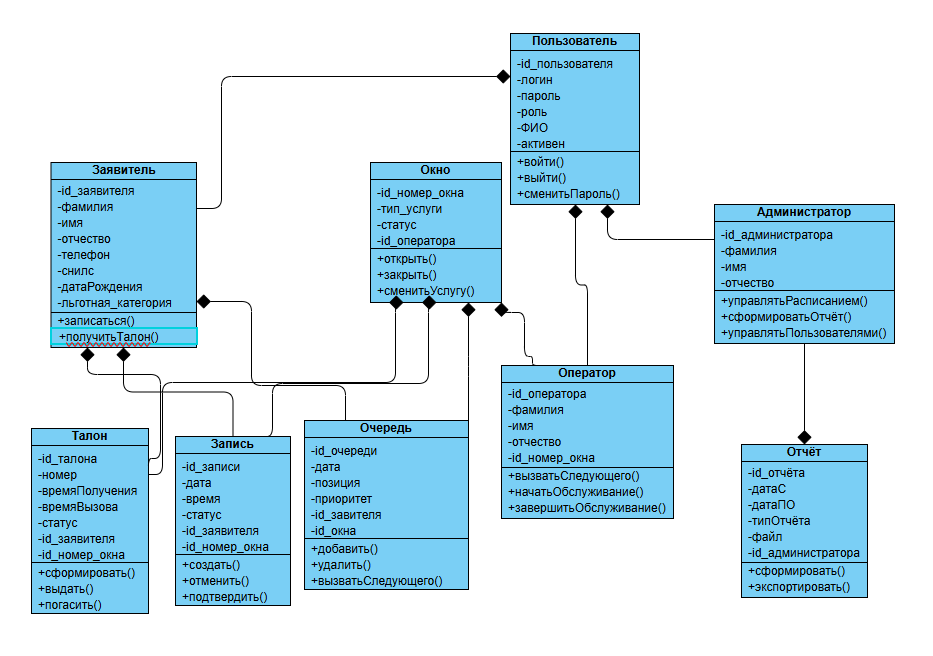 Пользователь
-id_пользователя
-логин
-пароль
-роль
-ФИО
-активен
+войти()
+выйти()
+сменитьПароль()
Заявитель
-id_заявителя
-фамилия
-имя
-отчество
-телефон
-снилс
-датаРождения
-льготная_категория
+записаться()
+получитьТалон()
Окно
-id_номер_окна
-тип_услуги
-статус
-id_оператора
+открыть()
+закрыть()
+сменитьУслугу()
Администратор
-id_администратора
-фамилия
-имя
-отчество
+управлятьРасписанием()
+сформироватьОтчёт()
+управлятьПользователями()
Оператор
-id_оператора
-фамилия
-имя
-отчество
-id_номер_окна
+вызватьСледующего()
+начатьОбслуживание()
+завершитьОбслуживание()
Талон
-id_талона
-номер
-времяПолучения
-времяВызова
-статус
-id_заявителя
-id_номер_окна
+сформировать()
+выдать()
+погасить()
Запись
-id_записи
-дата
-время
-статус
-id_заявителя
-id_номер_окна
+создать()
+отменить()
+подтвердить()
Очередь
-id_очереди
-дата
-позиция
-приоритет
-id_завителя
-id_окна
+добавить()
+удалить()
+вызватьСледующего()
Отчёт
-id_отчёта
-датаС
-датаПО
-типОтчёта
-файл
-id_администратора
+сформировать()
+экспортировать()